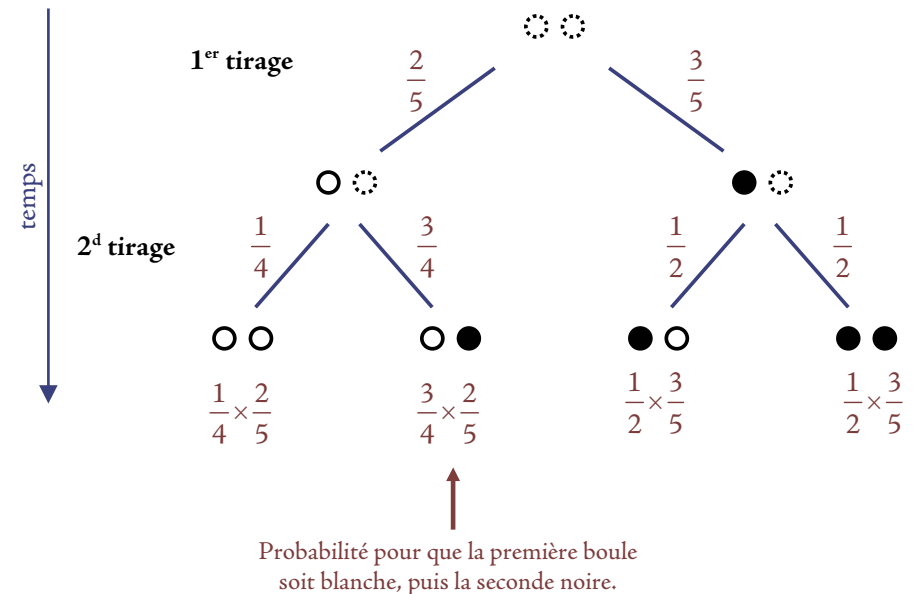 1er tirage
2/5
3/5
temps
2d tirage
1/4
3/4
1/2
1/2
1/4 × 2/5
3/4 × 2/5
1/2 × 3/5
1/2 × 3/5
Probabilité pour que la première boule
soit blanche, puis la seconde noire.